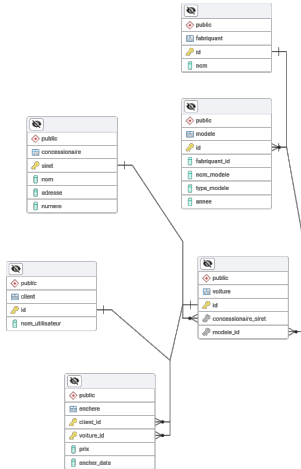 public
fabriquant
id
nom
public
modele
id
fabriquant_id
nom_modele
type_modele
annee
public
concessionaire
siret
nom
adresse
numero
public
voiture
id
concessionaire_siret
modele_id
public
client
id
nom_utilisateur
public
enchere
client_id
voiture_id
prix
encher_date